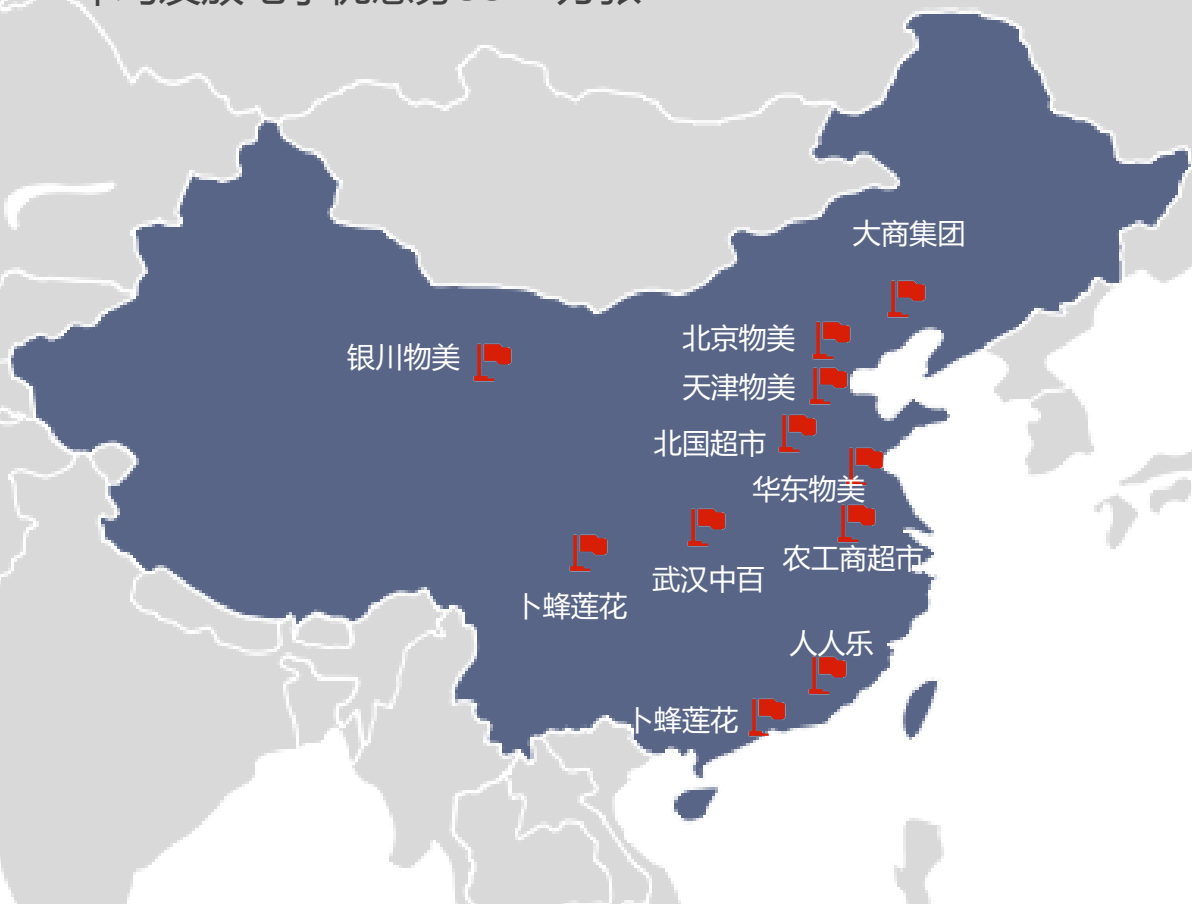 大商集团
北京物美
银川物美
天津物美
北国超市
华东物美
农工商超市
武汉中百
卜蜂莲花
人人乐
卜蜂莲花